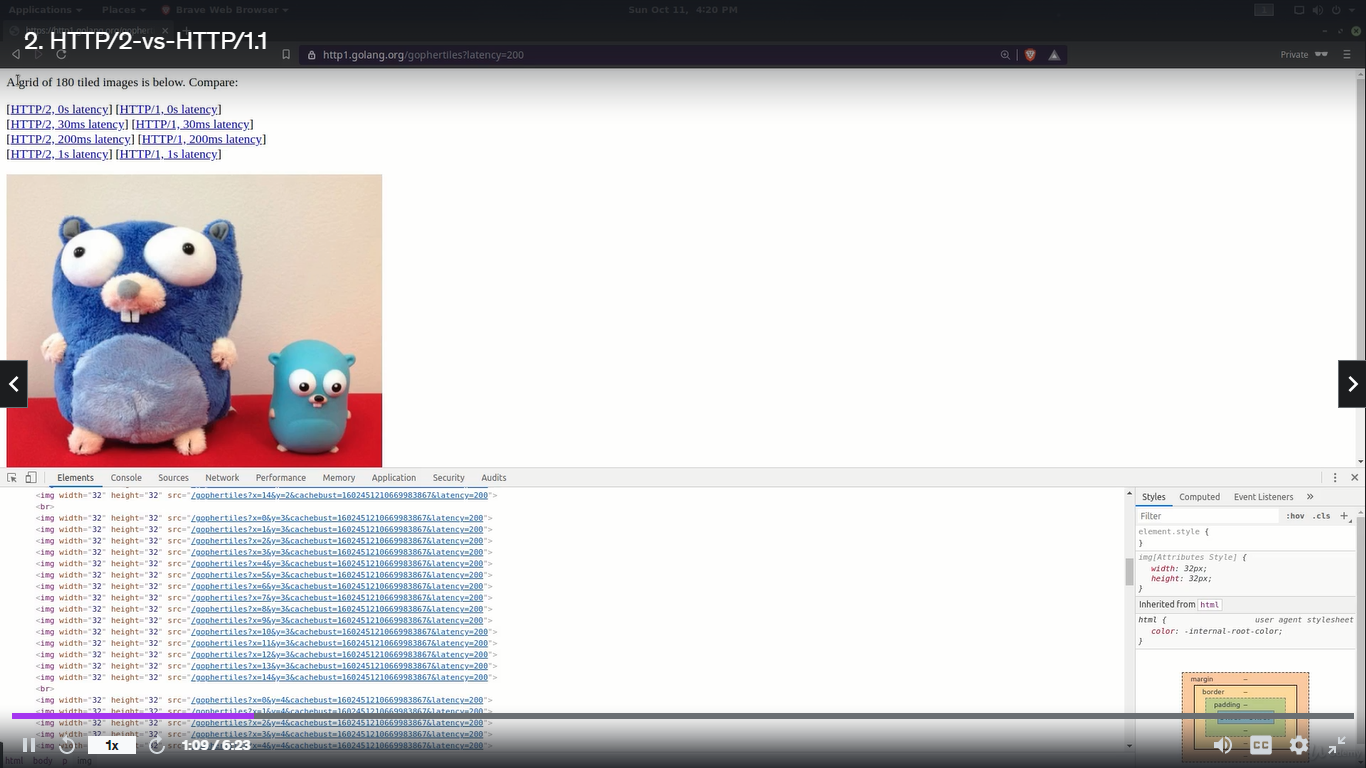 Applications Places Brave Web Browser Sun Oct 11, 4:20 PM
2. HTTP/2-vs-HTTP/1.1
http1.golang.org/gophertiles?latency=200 Private
A grid of 180 tiled images is below. Compare:
[HTTP/2, 0s latency] [HTTP/1, 0s latency]
[HTTP/2, 30ms latency] [HTTP/1, 30ms latency]
[HTTP/2, 200ms latency] [HTTP/1, 200ms latency]
[HTTP/2, 1s latency] [HTTP/1, 1s latency]
Elements Console Sources Network Performance Memory Application Security Audits
<img width="32" height="32" src="/gophertiles?x=14&y=2&cachebust=1602451210669983867&latency=200">
<br>
<img width="32" height="32" src="/gophertiles?x=0&y=3&cachebust=1602451210669983867&latency=200">
<img width="32" height="32" src="/gophertiles?x=1&y=3&cachebust=1602451210669983867&latency=200">
<img width="32" height="32" src="/gophertiles?x=2&y=3&cachebust=1602451210669983867&latency=200">
<img width="32" height="32" src="/gophertiles?x=3&y=3&cachebust=1602451210669983867&latency=200">
<img width="32" height="32" src="/gophertiles?x=4&y=3&cachebust=1602451210669983867&latency=200">
<img width="32" height="32" src="/gophertiles?x=5&y=3&cachebust=1602451210669983867&latency=200">
<img width="32" height="32" src="/gophertiles?x=6&y=3&cachebust=1602451210669983867&latency=200">
<img width="32" height="32" src="/gophertiles?x=7&y=3&cachebust=1602451210669983867&latency=200">
<img width="32" height="32" src="/gophertiles?x=8&y=3&cachebust=1602451210669983867&latency=200">
<img width="32" height="32" src="/gophertiles?x=9&y=3&cachebust=1602451210669983867&latency=200">
<img width="32" height="32" src="/gophertiles?x=10&y=3&cachebust=1602451210669983867&latency=200">
<img width="32" height="32" src="/gophertiles?x=11&y=3&cachebust=1602451210669983867&latency=200">
<img width="32" height="32" src="/gophertiles?x=12&y=3&cachebust=1602451210669983867&latency=200">
<img width="32" height="32" src="/gophertiles?x=13&y=3&cachebust=1602451210669983867&latency=200">
<img width="32" height="32" src="/gophertiles?x=14&y=3&cachebust=1602451210669983867&latency=200">
<br>
<img width="32" height="32" src="/gophertiles?x=0&y=4&cachebust=1602451210669983867&latency=200">
<img width="32" height="32" src="/gophertiles?x=1&y=4&cachebust=1602451210669983867&latency=200">
<img width="32" height="32" src="/gophertiles?x=2&y=4&cachebust=1602451210669983867&latency=200">
Styles Computed Event Listeners »
Filter :hov .cls +
element.style {
}
img[Attributes Style] {
width: 32px;
height: 32px;
}
Inherited from html
html { user agent stylesheet
color: -internal-root-color;
}
margin –
border –
padding –
1x 1:09 / 6:23 CC
html body p img